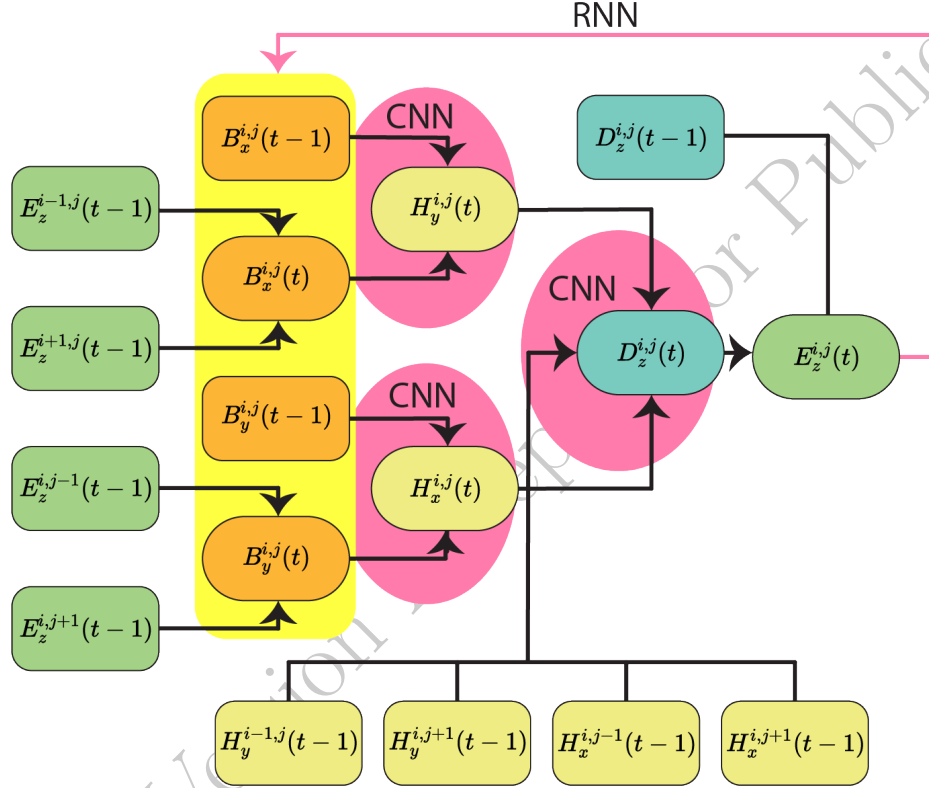 RNN
CNN
B_x^{i,j}(t−1)
D_z^{i,j}(t−1)
E_z^{i−1,j}(t−1)
H_y^{i,j}(t)
B_x^{i,j}(t)
CNN
E_z^{i+1,j}(t−1)
D_z^{i,j}(t)
E_z^{i,j}(t)
CNN
B_y^{i,j}(t−1)
E_z^{i,j−1}(t−1)
H_x^{i,j}(t)
B_y^{i,j}(t)
E_z^{i,j+1}(t−1)
H_y^{i−1,j}(t−1)
H_y^{i,j+1}(t−1)
H_x^{i,j−1}(t−1)
H_x^{i,j+1}(t−1)